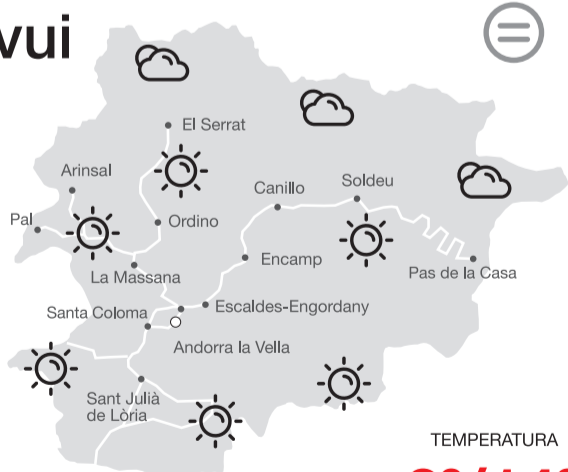 vui
El Serrat
Arinsal
Canillo
Soldeu
Pal
Ordino
Encamp
La Massana
Pas de la Casa
Santa Coloma
Escaldes-Engordany
Andorra la Vella
Sant Julià
de Lòria
TEMPERATURA